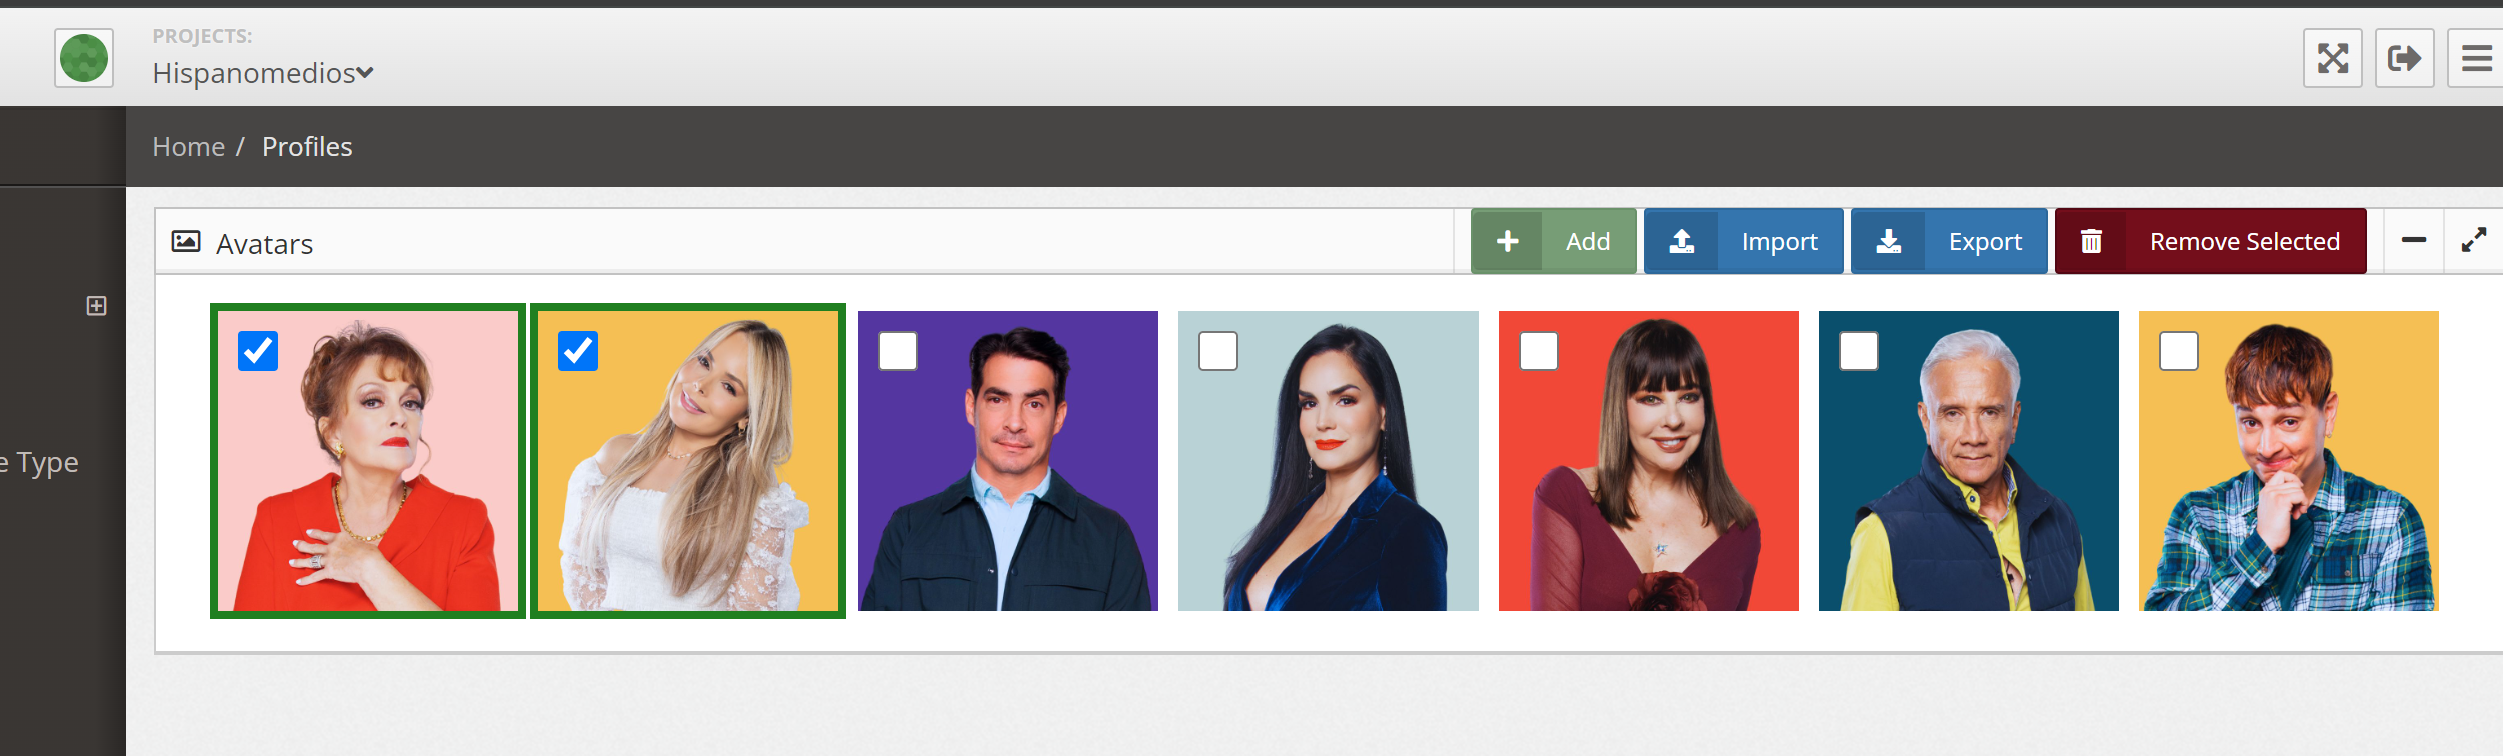 PROJECTS:
Hispanomedios
Home / Profiles
Avatars
Add
Import
Export
Remove Selected
e Type